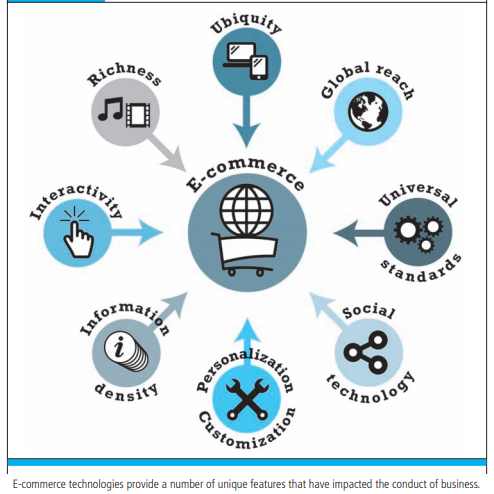 Ubiquity
Richness
Global reach
E-commerce
Interactivity
Universal
standards
Information
density
i
Social
technology
Personalization
Customization
E-commerce technologies provide a number of unique features that have impacted the conduct of business.